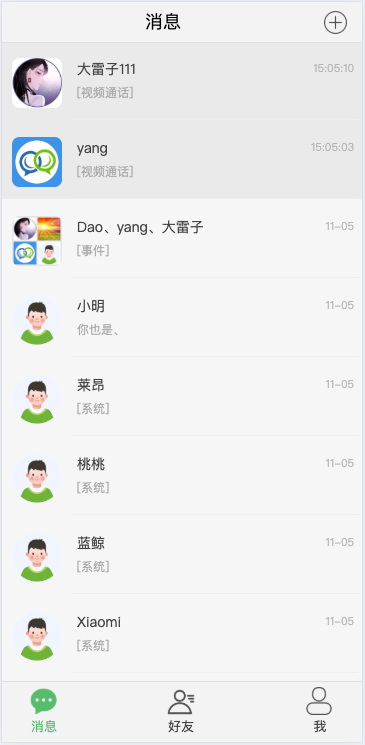 消息
大雷子111
15:05:10
[视频通话]
yang
15:05:03
[视频通话]
Dao、yang、大雷子
11-05
[事件]
小明
11-05
你也是、
莱昂
11-05
[系统]
桃桃
11-05
[系统]
蓝鲸
11-05
[系统]
Xiaomi
11-05
[系统]
消息
好友
我